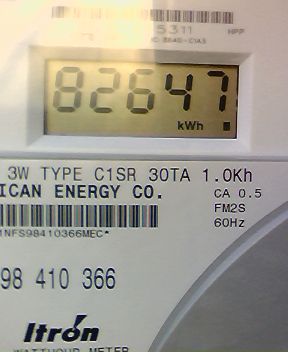 5311 HPP
82647
kWh
3W TYPE C1SR 30TA 1.0Kh
ICAN ENERGY CO. CA 0.5
FM2S
1NFS98410366MEC* 60Hz
98 410 366
Itron
WATTHOUR METER